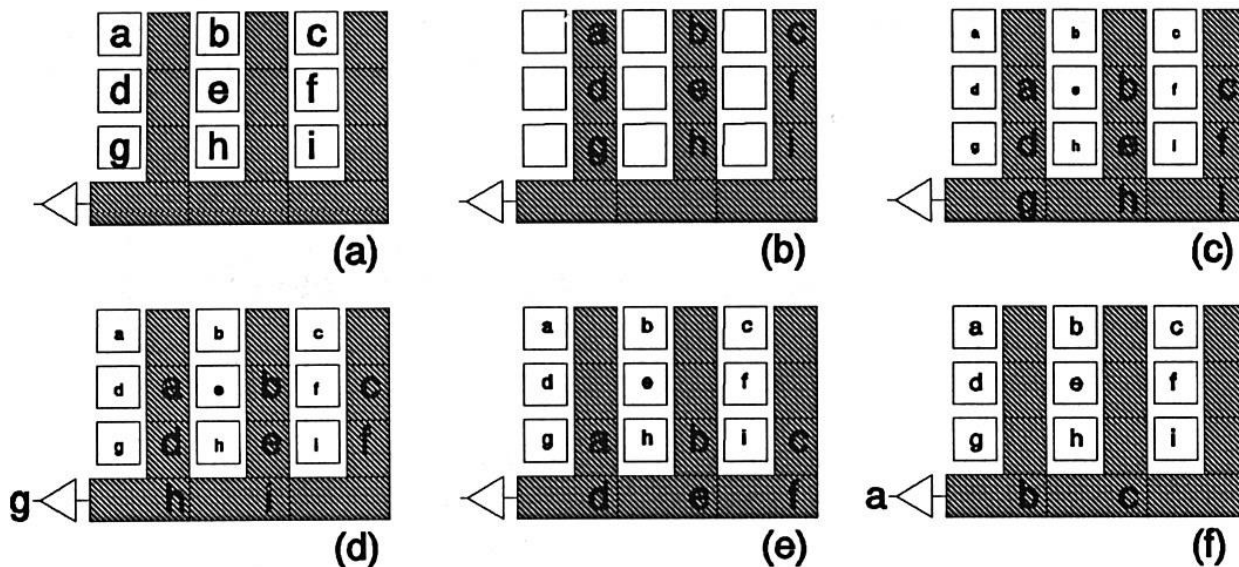 a b c
d e f
g h i
(a)
a b c
d e f
g h i
(b)
a b c
d a e b f c
g d h e i f
g h i
(c)
a b c
d a e b f c
g d h e i f
g h i
(d)
a b c
d e f
g a h b i c
d e f
(e)
a b c
d e f
g h i
a b c
(f)